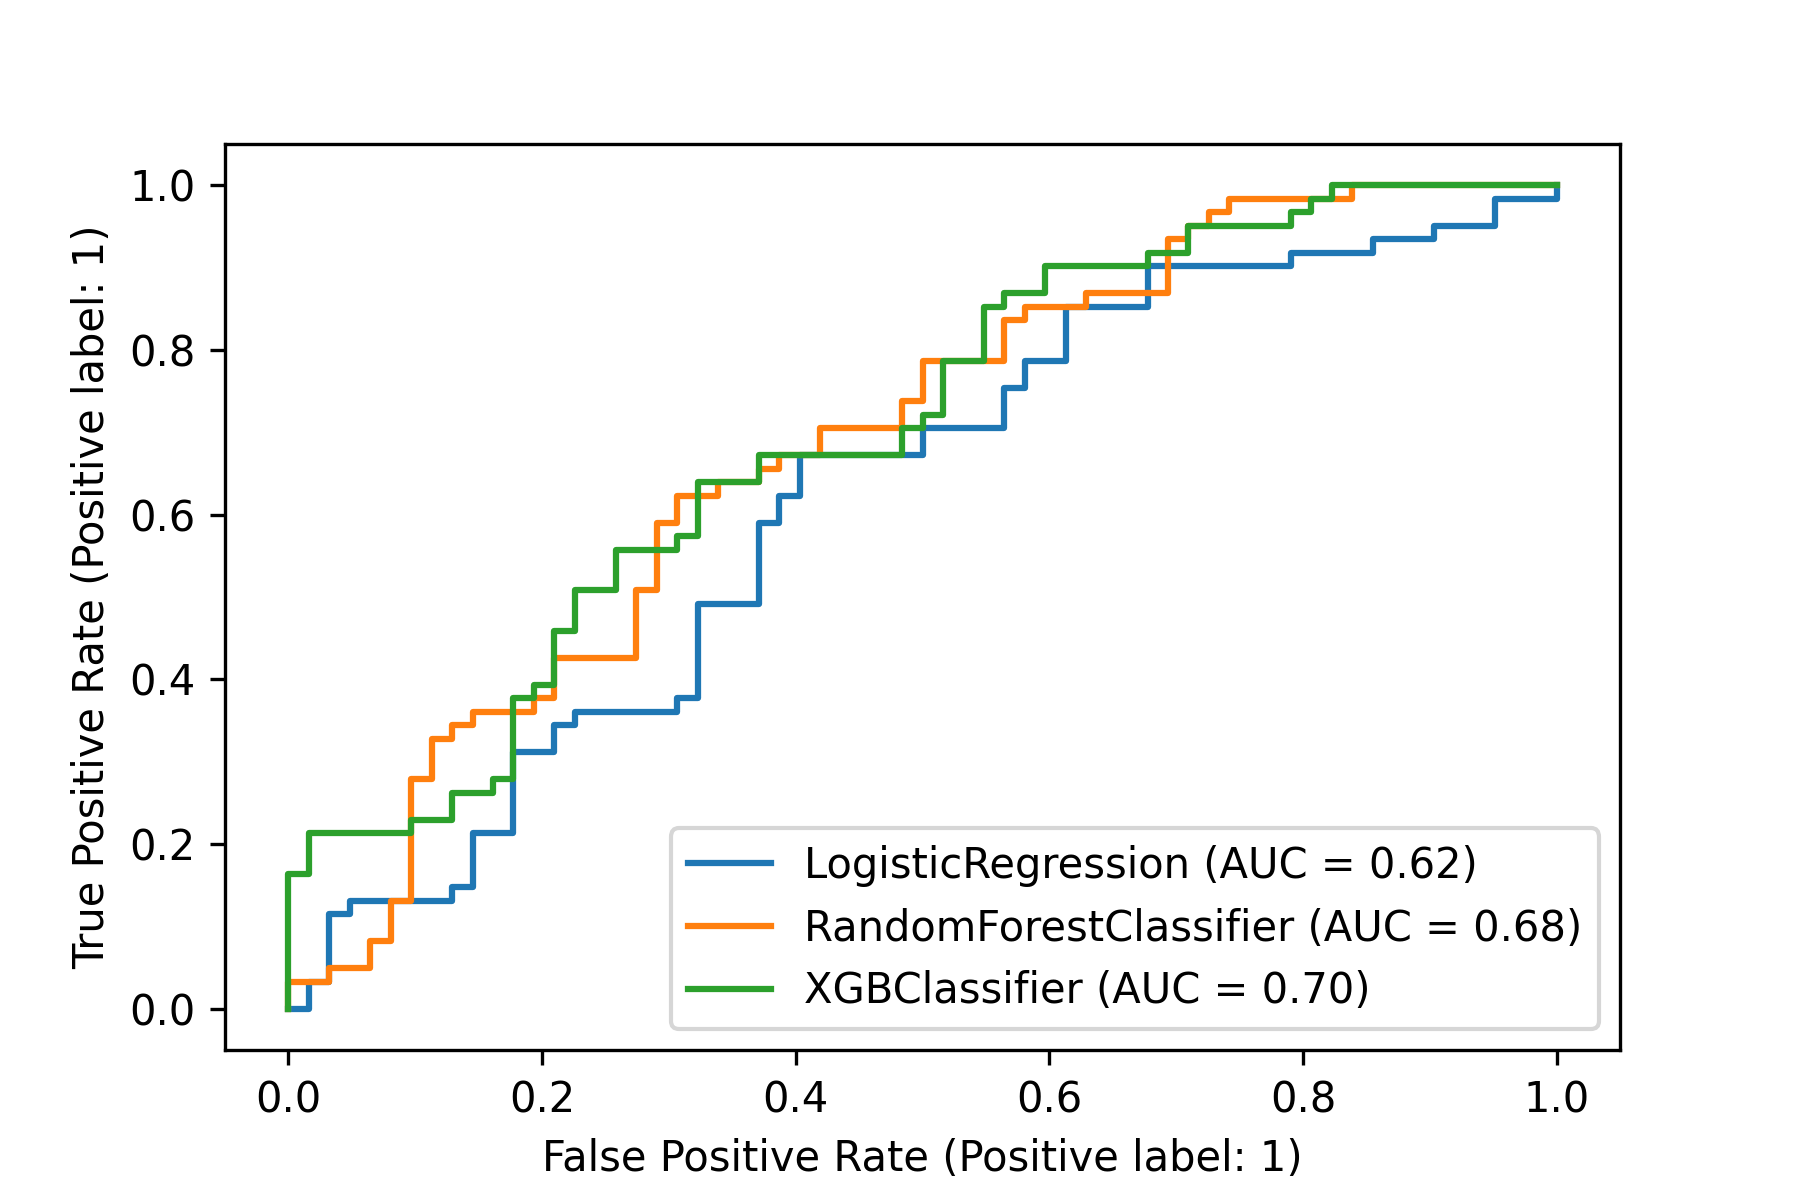 1.0
0.8
0.6
0.4
0.2
0.0
True Positive Rate (Positive label: 1)
LogisticRegression (AUC = 0.62)
RandomForestClassifier (AUC = 0.68)
XGBClassifier (AUC = 0.70)
0.0 0.2 0.4 0.6 0.8 1.0
False Positive Rate (Positive label: 1)